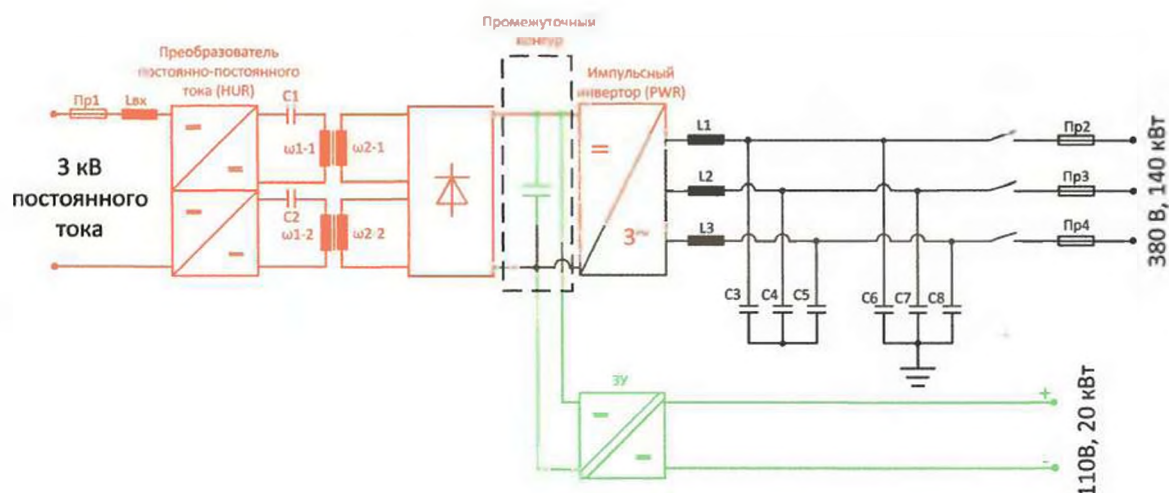 Промежуточный
контур
Преобразователь
постоянно-постоянного
тока (HUR)
Импульсный
инвертор (PWR)
Пр1
Lвх
C1
ω1-1
ω2-1
C2
ω1-2
ω2-2
3 кВ
постоянного
тока
=
3~
L1
L2
L3
C3
C4
C5
C6
C7
C8
Пр2
Пр3
Пр4
380 В, 140 кВт
ЗУ
+
-
110В, 20 кВт